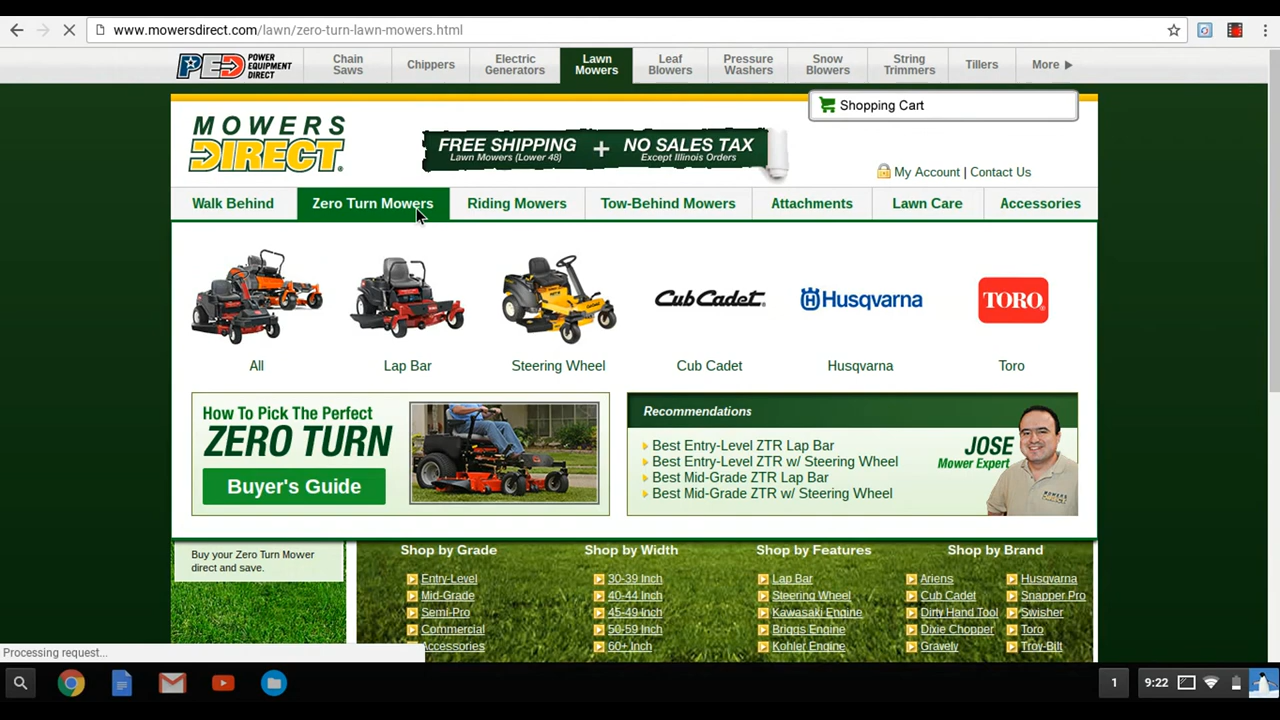 www.mowersdirect.com/lawn/zero-turn-lawn-mowers.html
PED POWER EQUIPMENT DIRECT
Chain Saws
Chippers
Electric Generators
Lawn Mowers
Leaf Blowers
Pressure Washers
Snow Blowers
String Trimmers
Tillers
More
Shopping Cart
MOWERS
DIRECT
FREE SHIPPING + NO SALES TAX
Lawn Mowers (Lower 48) Except Illinois Orders
My Account | Contact Us
Walk Behind Zero Turn Mowers Riding Mowers Tow-Behind Mowers Attachments Lawn Care Accessories
Cub Cadet Husqvarna TORO
All Lap Bar Steering Wheel Cub Cadet Husqvarna Toro
How To Pick The Perfect
ZERO TURN
Buyer's Guide
Recommendations
Best Entry-Level ZTR Lap Bar
Best Entry-Level ZTR w/ Steering Wheel
Best Mid-Grade ZTR Lap Bar
Best Mid-Grade ZTR w/ Steering Wheel
JOSE
Mower Expert
Buy your Zero Turn Mower
direct and save.
Shop by Grade Shop by Width Shop by Features Shop by Brand
Entry-Level 30-39 Inch Lap Bar Ariens Husqvarna
Mid-Grade 40-44 Inch Steering Wheel Cub Cadet Snapper Pro
Semi-Pro 45-49 Inch Kawasaki Engine Dirty Hand Tool Swisher
Commercial 50-59 Inch Briggs Engine Dixie Chopper Toro
Accessories 60+ Inch Kohler Engine Gravely Troy-Bilt
Processing request...
1 9:22